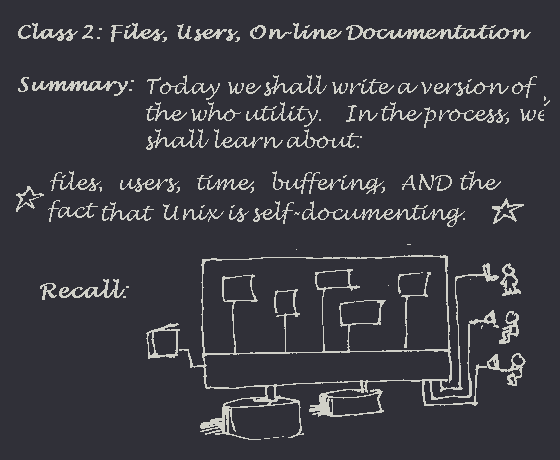 Class 2: Files, Users, On-line Documentation
Summary: Today we shall write a version of
the who utility. In the process, we
shall learn about:
files, users, time, buffering, AND the
fact that Unix is self-documenting.
Recall: